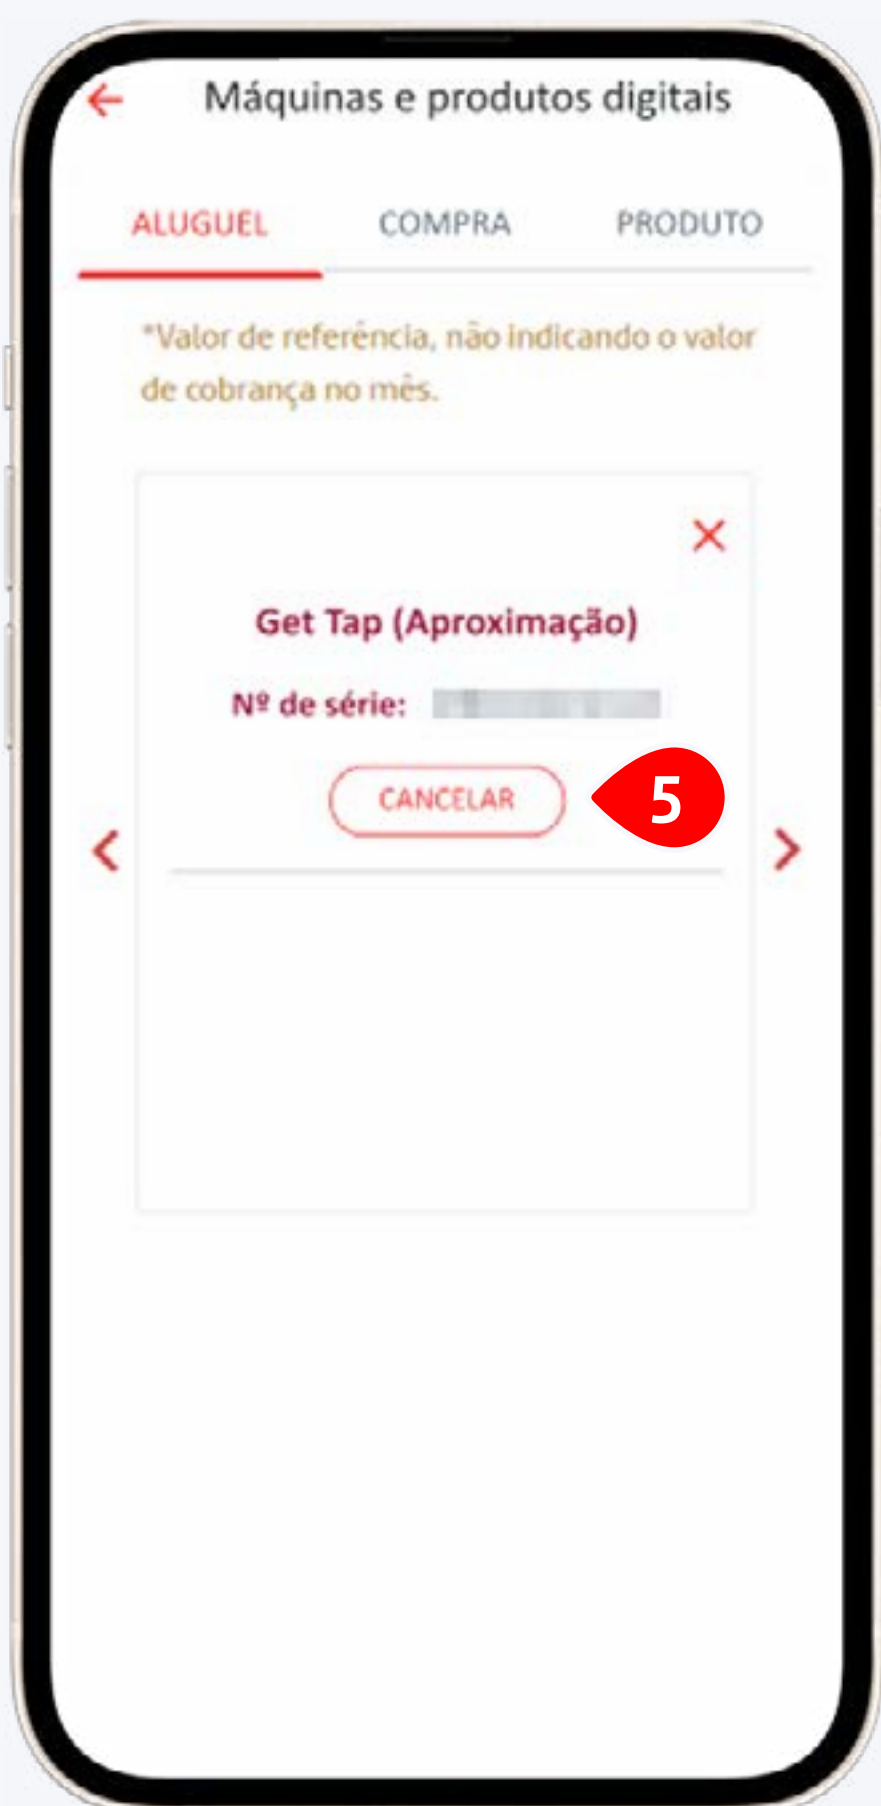 Máquinas e produtos digitais
ALUGUEL COMPRA PRODUTO
*Valor de referência, não indicando o valor
de cobrança no mês.
Get Tap (Aproximação)
Nº de série:
CANCELAR
5